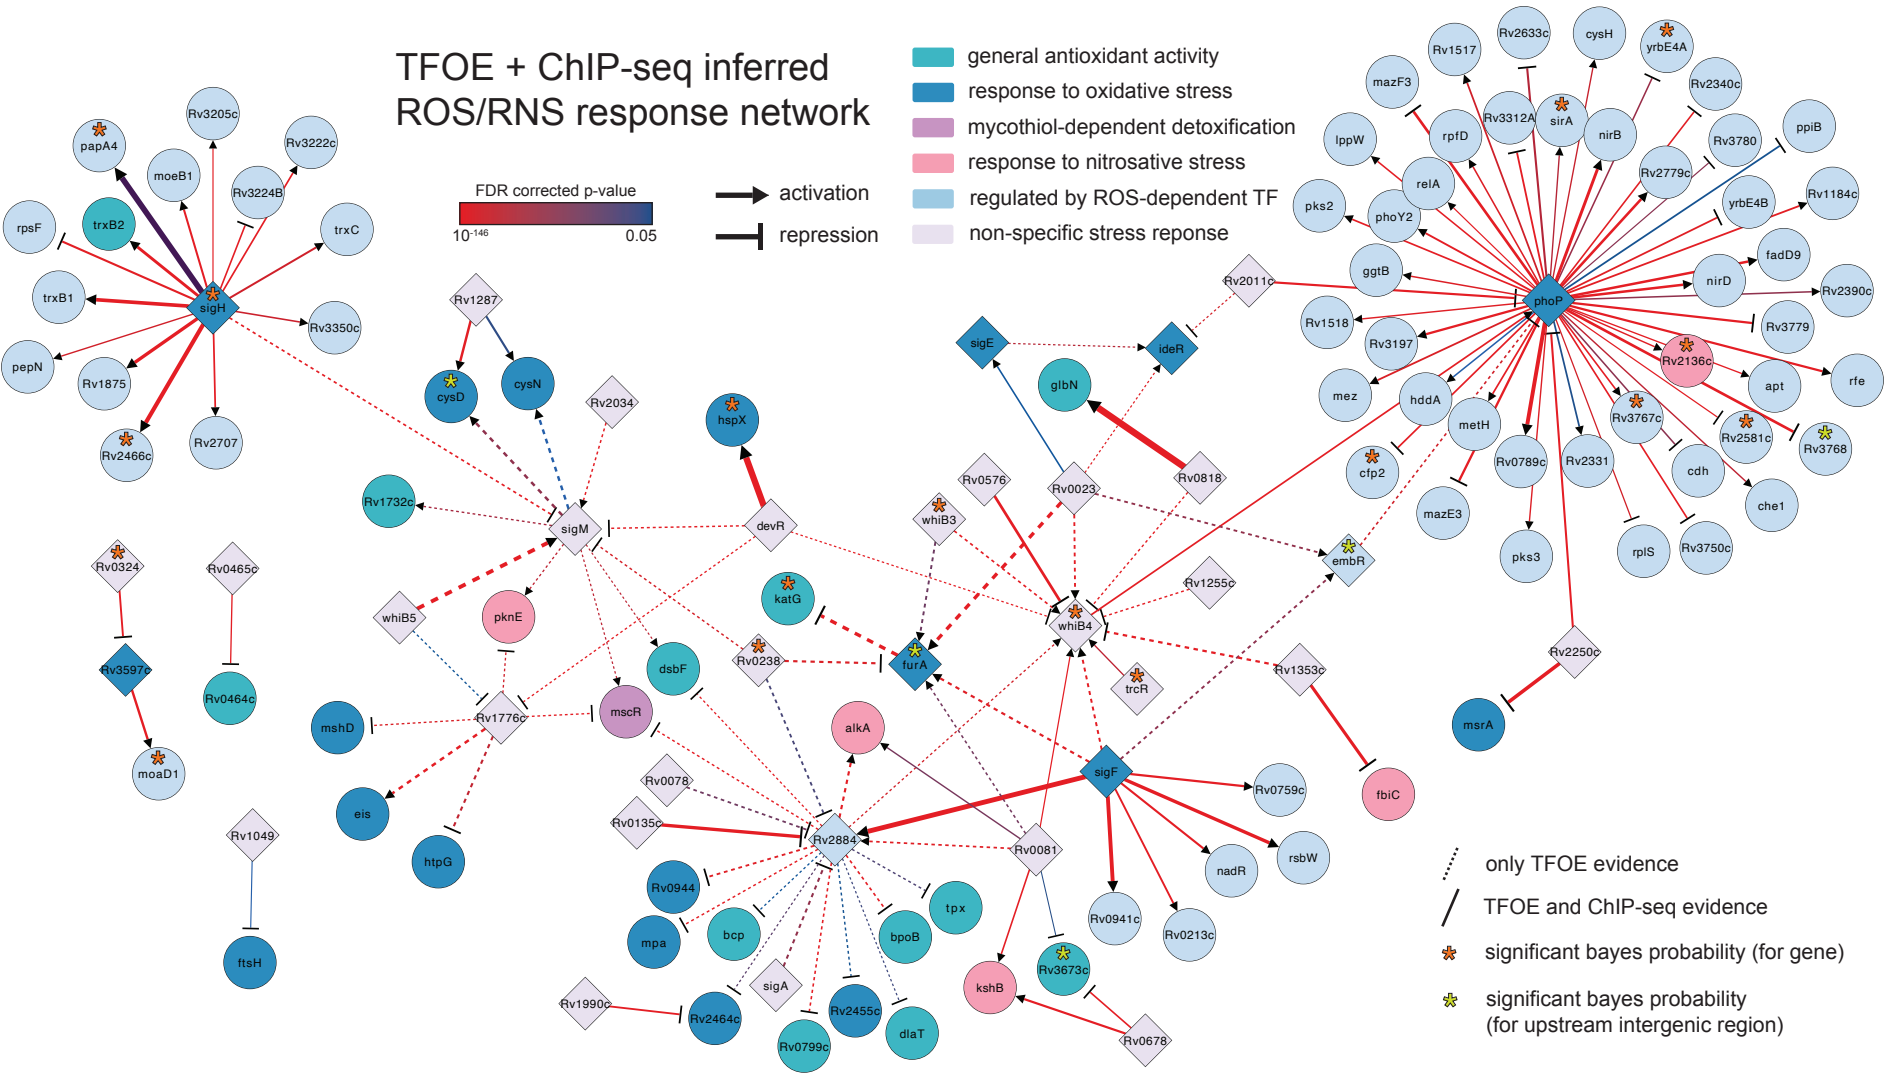 TFOE + ChIP-seq inferred
ROS/RNS response network
FDR corrected p-value
10-146
0.05
activation
repression
general antioxidant activity
response to oxidative stress
mycothiol-dependent detoxification
response to nitrosative stress
regulated by ROS-dependent TF
non-specific stress reponse
Rv3205c
papA4
Rv3222c
moeB1
Rv3224B
rpsF
trxB2
trxC
trxB1
sigH
Rv3350c
pepN
Rv1875
Rv2466c
Rv2707
Rv1287
cysD
cysN
Rv2034
hspX
Rv1732c
sigM
devR
whiB5
pknE
katG
Rv0238
dsbF
mscR
Rv1776c
mshD
eis
htpG
Rv0324
Rv0465c
Rv3597c
Rv0464c
moaD1
Rv1049
ftsH
Rv2011c
sigE
ideR
glbN
Rv0576
Rv0023
Rv0818
whiB3
embR
Rv1255c
whiB4
furA
trcR
Rv1353c
alkA
sigF
fbiC
Rv0078
Rv0135c
Rv2884
Rv0081
Rv0759c
nadR
rsbW
Rv0941c
Rv0213c
Rv0944
mpa
bcp
bpoB
tpx
sigA
Rv1990c
Rv2464c
Rv0799c
Rv2455c
dlaT
kshB
Rv3673c
Rv0678
Rv2250c
msrA
Rv2633c
cysH
yrbE4A
Rv1517
mazF3
Rv2340c
Rv3312A
sirA
nirB
ppiB
lppW
rpfD
Rv3780
relA
Rv2779c
pks2
phoY2
yrbE4B
Rv1184c
ggtB
nirD
fadD9
phoP
Rv2390c
Rv1518
Rv3197
Rv3779
Rv2136c
mez
hddA
apt
rfe
metH
Rv3767c
Rv2581c
Rv3768
cfp2
Rv0789c
Rv2331
cdh
mazE3
che1
pks3
rplS
Rv3750c
only TFOE evidence
TFOE and ChIP-seq evidence
significant bayes probability (for gene)
significant bayes probability
(for upstream intergenic region)